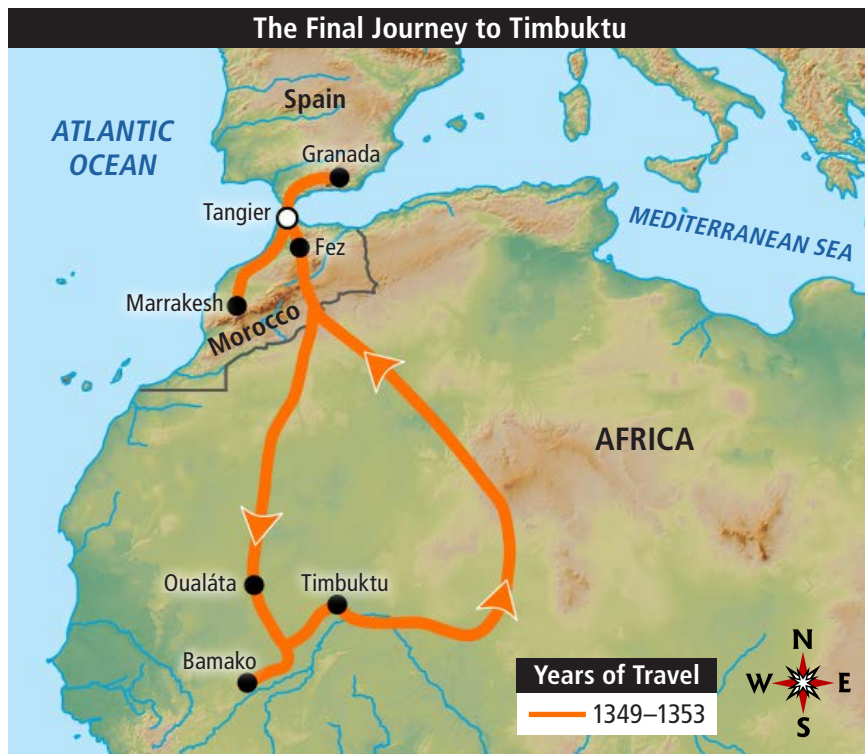 The Final Journey to Timbuktu
Spain
ATLANTIC
OCEAN
Granada
Tangier
MEDITERRANEAN SEA
Fez
Marrakesh
Morocco
AFRICA
Oualáta
Timbuktu
Bamako
Years of Travel
1349–1353
N
W E
S